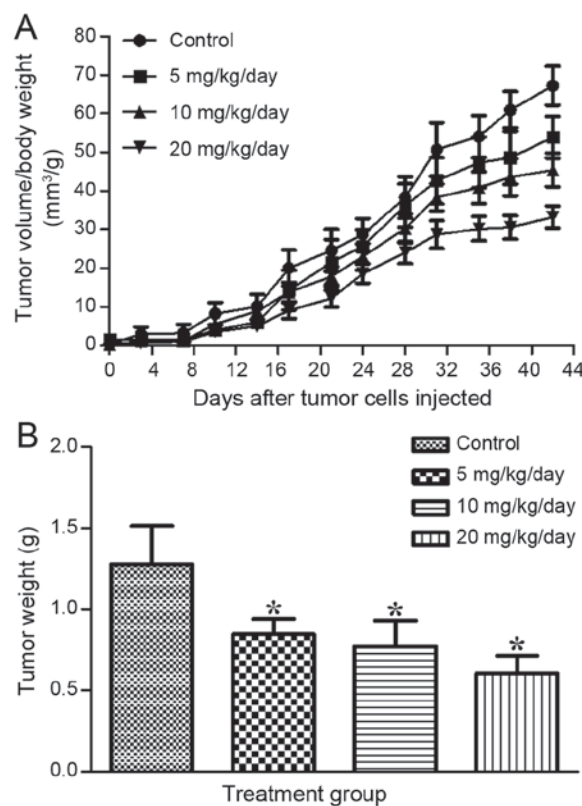 A
Control
5 mg/kg/day
10 mg/kg/day
20 mg/kg/day
Tumor volume/body weight
(mm³/g)
80
70
60
50
40
30
20
10
0
0 4 8 12 16 20 24 28 32 36 40 44
Days after tumor cells injected
B
Control
5 mg/kg/day
10 mg/kg/day
20 mg/kg/day
Tumor weight (g)
2.0
1.5
1.0
0.5
0.0
* * *
Treatment group